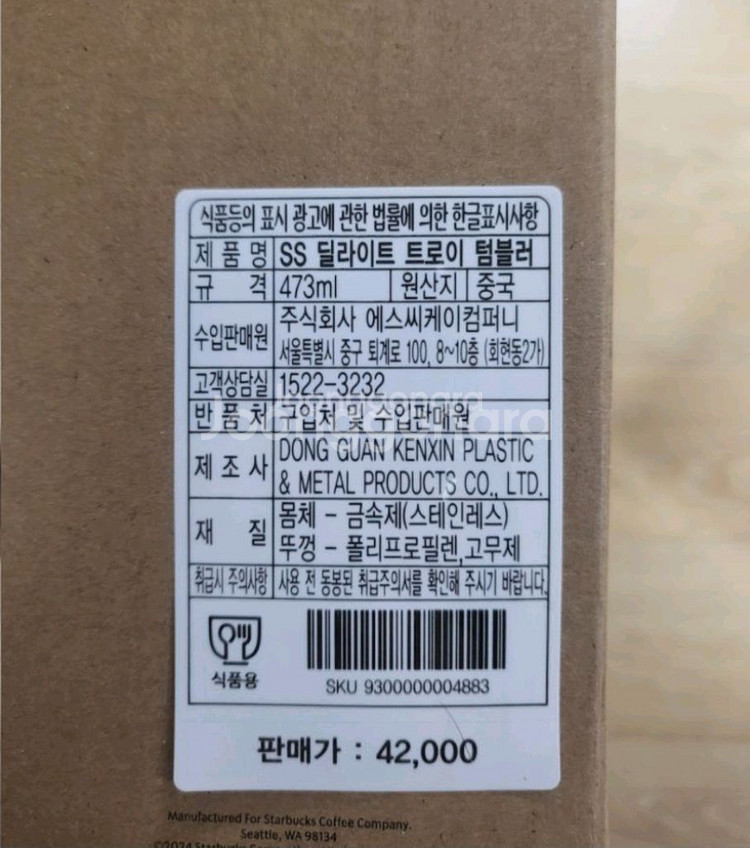 식품등의 표시 광고에 관한 법률에 의한 한글표시사항
제품명 SS 딜라이트 트로이 텀블러
규격 473ml 원산지 중국
수입판매원 주식회사 에스씨케이컴퍼니
서울특별시 중구 퇴계로 100, 8~10층 (회현동2가)
고객상담실 1522-3232
반품처 구입처 및 수입판매원
제조사 DONG GUAN KENXIN PLASTIC
& METAL PRODUCTS CO., LTD.
재질 몸체 - 금속제(스테인레스)
뚜껑 - 폴리프로필렌,고무제
취급시 주의사항 사용 전 동봉된 취급주의서를 확인해 주시기 바랍니다.
식품용
SKU 9300000004883
판매가 : 42,000
Manufactured For Starbucks Coffee Company.
Seattle, WA 98134
©2024 Starbucks
Joonggonara